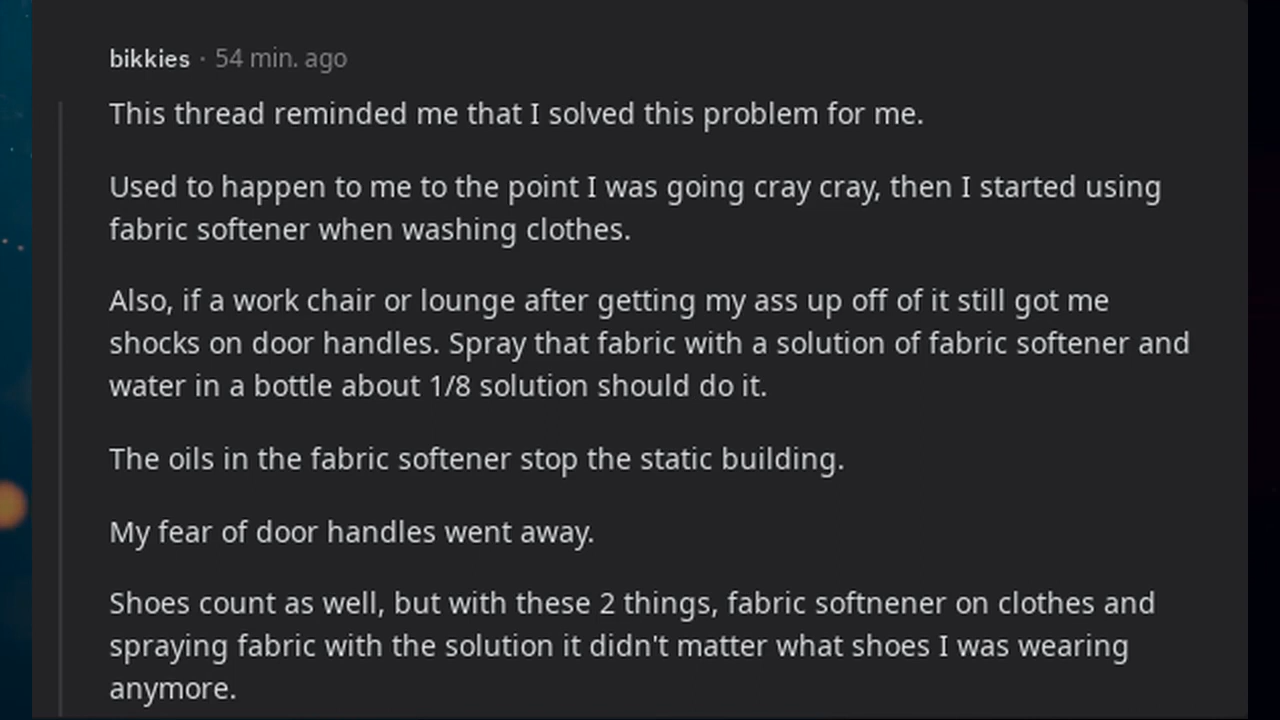 bikkies · 54 min. ago
This thread reminded me that I solved this problem for me.
Used to happen to me to the point I was going cray cray, then I started using
fabric softener when washing clothes.
Also, if a work chair or lounge after getting my ass up off of it still got me
shocks on door handles. Spray that fabric with a solution of fabric softener and
water in a bottle about 1/8 solution should do it.
The oils in the fabric softener stop the static building.
My fear of door handles went away.
Shoes count as well, but with these 2 things, fabric softnener on clothes and
spraying fabric with the solution it didn't matter what shoes I was wearing
anymore.